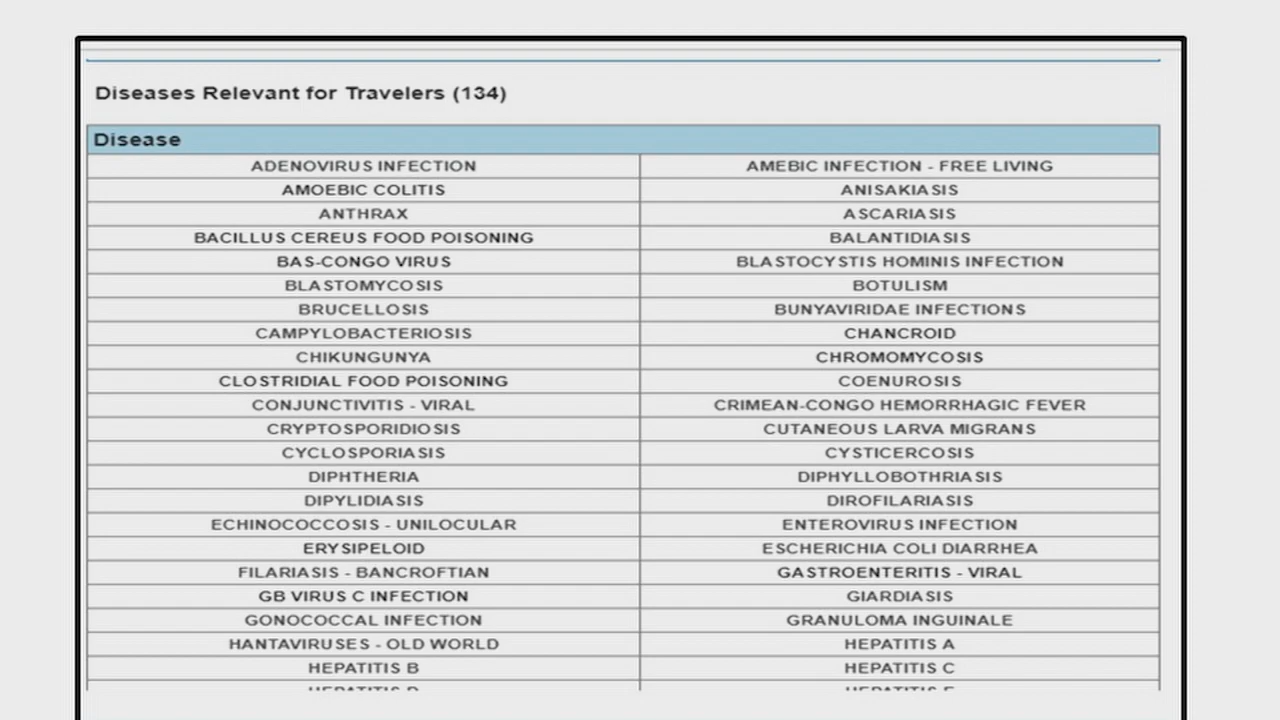 Diseases Relevant for Travelers (134)
Disease
ADENOVIRUS INFECTION AMEBIC INFECTION - FREE LIVING
AMOEBIC COLITIS ANISAKIASIS
ANTHRAX ASCARIASIS
BACILLUS CEREUS FOOD POISONING BALANTIDIASIS
BAS-CONGO VIRUS BLASTOCYSTIS HOMINIS INFECTION
BLASTOMYCOSIS BOTULISM
BRUCELLOSIS BUNYAVIRIDAE INFECTIONS
CAMPYLOBACTERIOSIS CHANCROID
CHIKUNGUNYA CHROMOMYCOSIS
CLOSTRIDIAL FOOD POISONING COENUROSIS
CONJUNCTIVITIS - VIRAL CRIMEAN-CONGO HEMORRHAGIC FEVER
CRYPTOSPORIDIOSIS CUTANEOUS LARVA MIGRANS
CYCLOSPORIASIS CYSTICERCOSIS
DIPHTHERIA DIPHYLLOBOTHRIASIS
DIPYLIDIASIS DIROFILARIASIS
ECHINOCOCCOSIS - UNILOCULAR ENTEROVIRUS INFECTION
ERYSIPELOID ESCHERICHIA COLI DIARRHEA
FILARIASIS - BANCROFTIAN GASTROENTERITIS - VIRAL
GB VIRUS C INFECTION GIARDIASIS
GONOCOCCAL INFECTION GRANULOMA INGUINALE
HANTAVIRUSES - OLD WORLD HEPATITIS A
HEPATITIS B HEPATITIS C